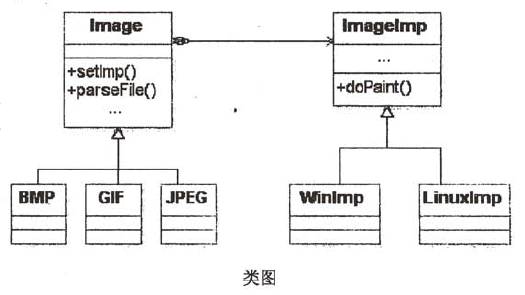 Image
ImageImp
+setImp()
+parseFile()
...
...
+doPaint()
BMP
GIF
JPEG
WinImp
LinuxImp
类图